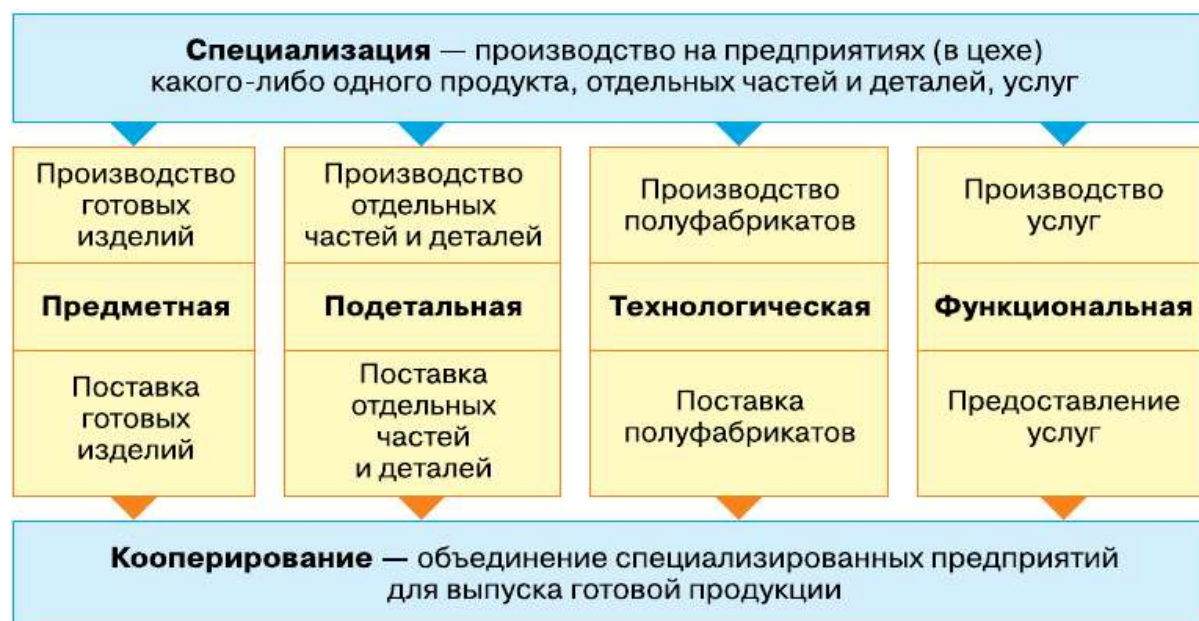 Специализация — производство на предприятиях (в цехе)
какого-либо одного продукта, отдельных частей и деталей, услуг
Производство
готовых
изделий
Производство
отдельных
частей и деталей
Производство
полуфабрикатов
Производство
услуг
Предметная
Подетальная
Технологическая
Функциональная
Поставка
готовых
изделий
Поставка
отдельных
частей
и деталей
Поставка
полуфабрикатов
Предоставление
услуг
Кооперирование — объединение специализированных предприятий
для выпуска готовой продукции